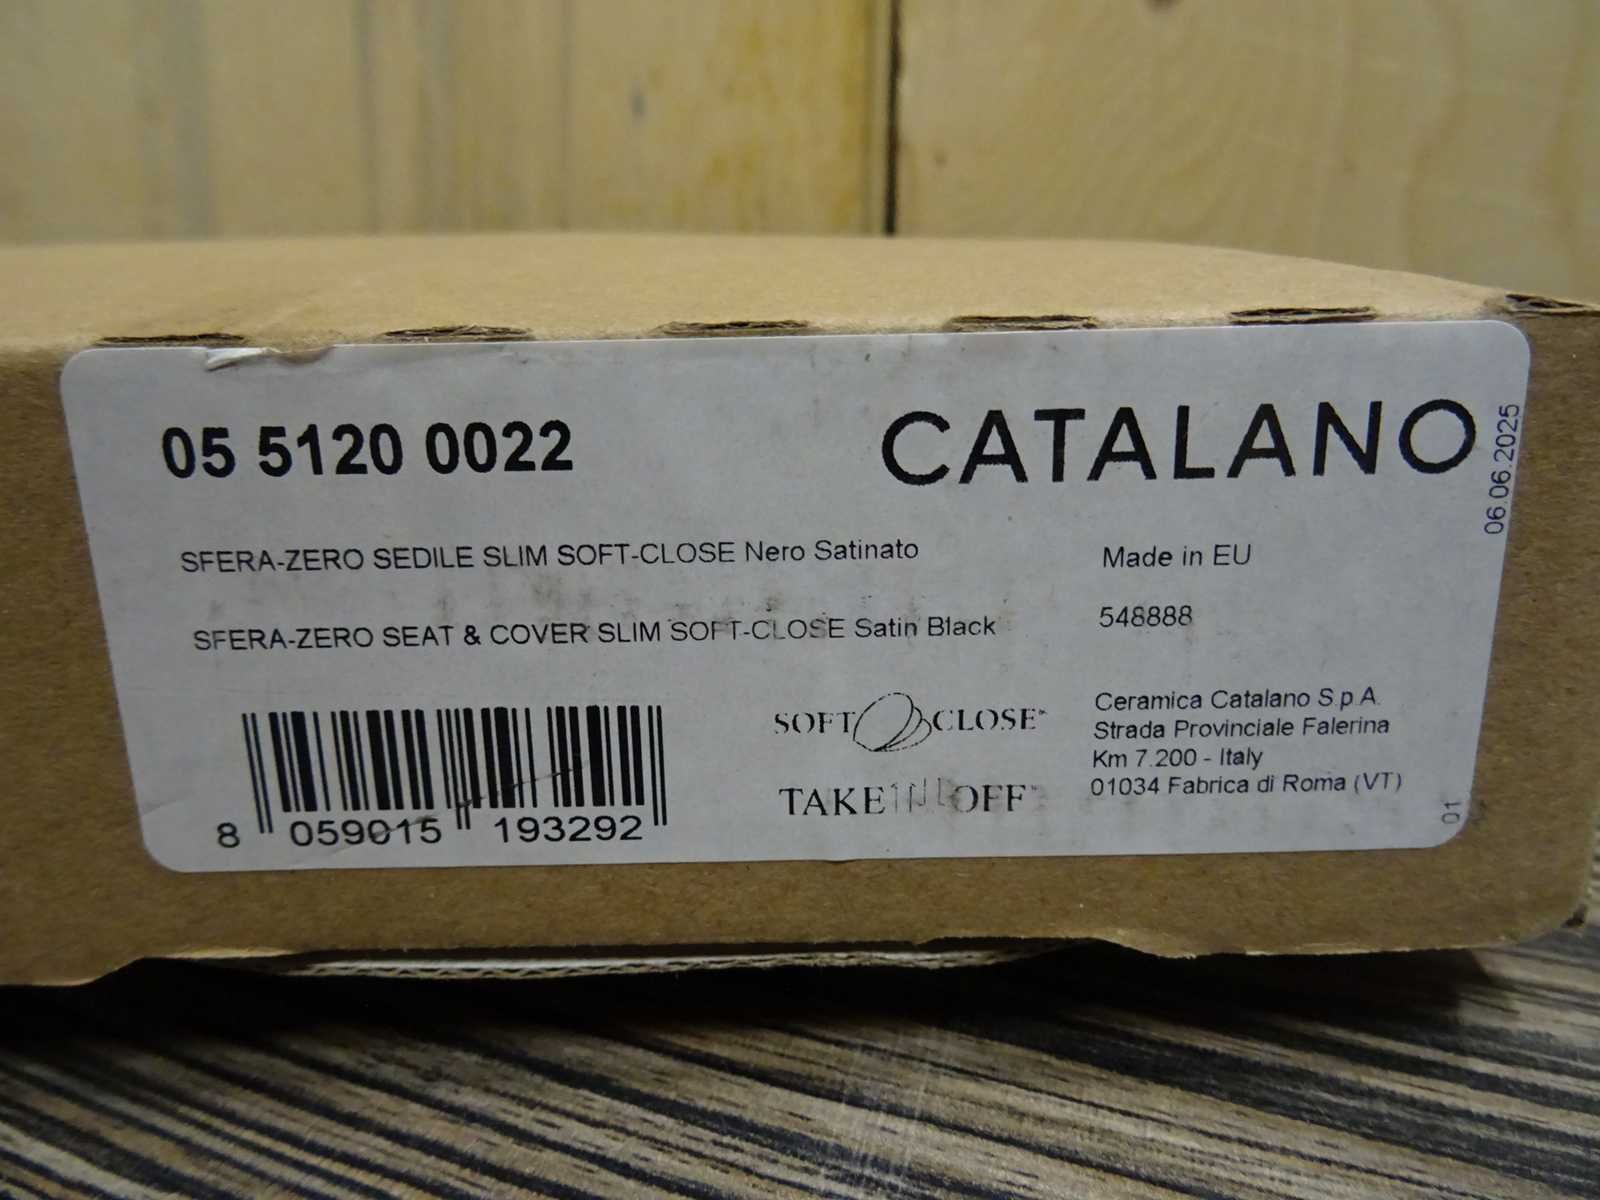 05 5120 0022
CATALANO
06.06.2025
SFERA-ZERO SEDILE SLIM SOFT-CLOSE Nero Satinato
Made in EU
SFERA-ZERO SEAT & COVER SLIM SOFT-CLOSE Satin Black
548888
SOFT CLOSE
TAKE OFF
Ceramica Catalano S.p.A.
Strada Provinciale Falerina
Km 7.200 - Italy
01034 Fabrica di Roma (VT)
01
8 059015 193292